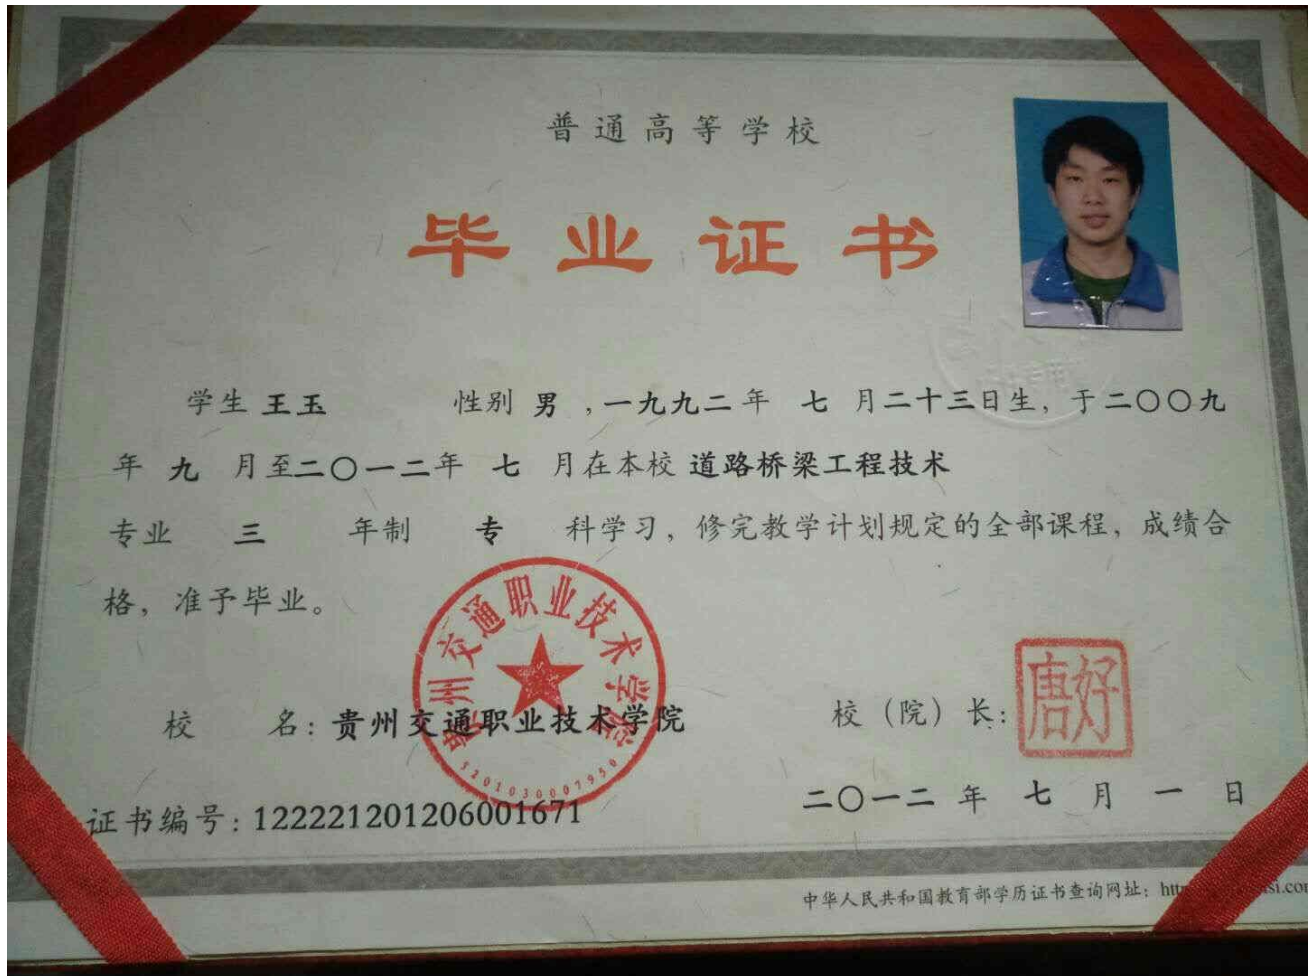 普通高等学校
毕业证书
学生 王玉 性别 男 ,一九九二年 七 月二十三日生，于二〇〇九
年 九 月至二〇一二年 七 月在本校 道路桥梁工程技术
专业 三 年制 专 科学习，修完教学计划规定的全部课程，成绩合
格，准予毕业。
贵州交通职业技术学院
5201030007950
校 名：贵州交通职业技术学院
校（院）长：
唐好
证书编号：122221201206001671
二〇一二 年 七 月 一 日
中华人民共和国教育部学历证书查询网址：